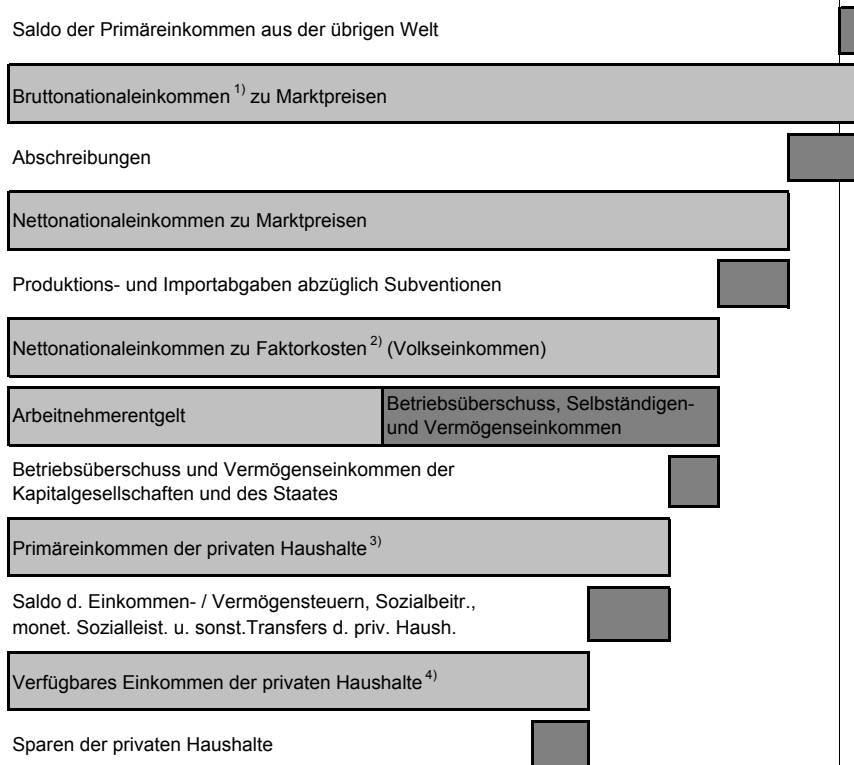 Saldo der Primäreinkommen aus der übrigen Welt
Bruttonationaleinkommen 1) zu Marktpreisen
Abschreibungen
Nettonationaleinkommen zu Marktpreisen
Produktions- und Importabgaben abzüglich Subventionen
Nettonationaleinkommen zu Faktorkosten 2) (Volkseinkommen)
Arbeitnehmerentgelt
Betriebsüberschuss, Selbständigen-
und Vermögenseinkommen
Betriebsüberschuss und Vermögenseinkommen der
Kapitalgesellschaften und des Staates
Primäreinkommen der privaten Haushalte 3)
Saldo d. Einkommen- / Vermögensteuern, Sozialbeitr.,
monet. Sozialleist. u. sonst.Transfers d. priv. Haush.
Verfügbares Einkommen der privaten Haushalte 4)
Sparen der privaten Haushalte